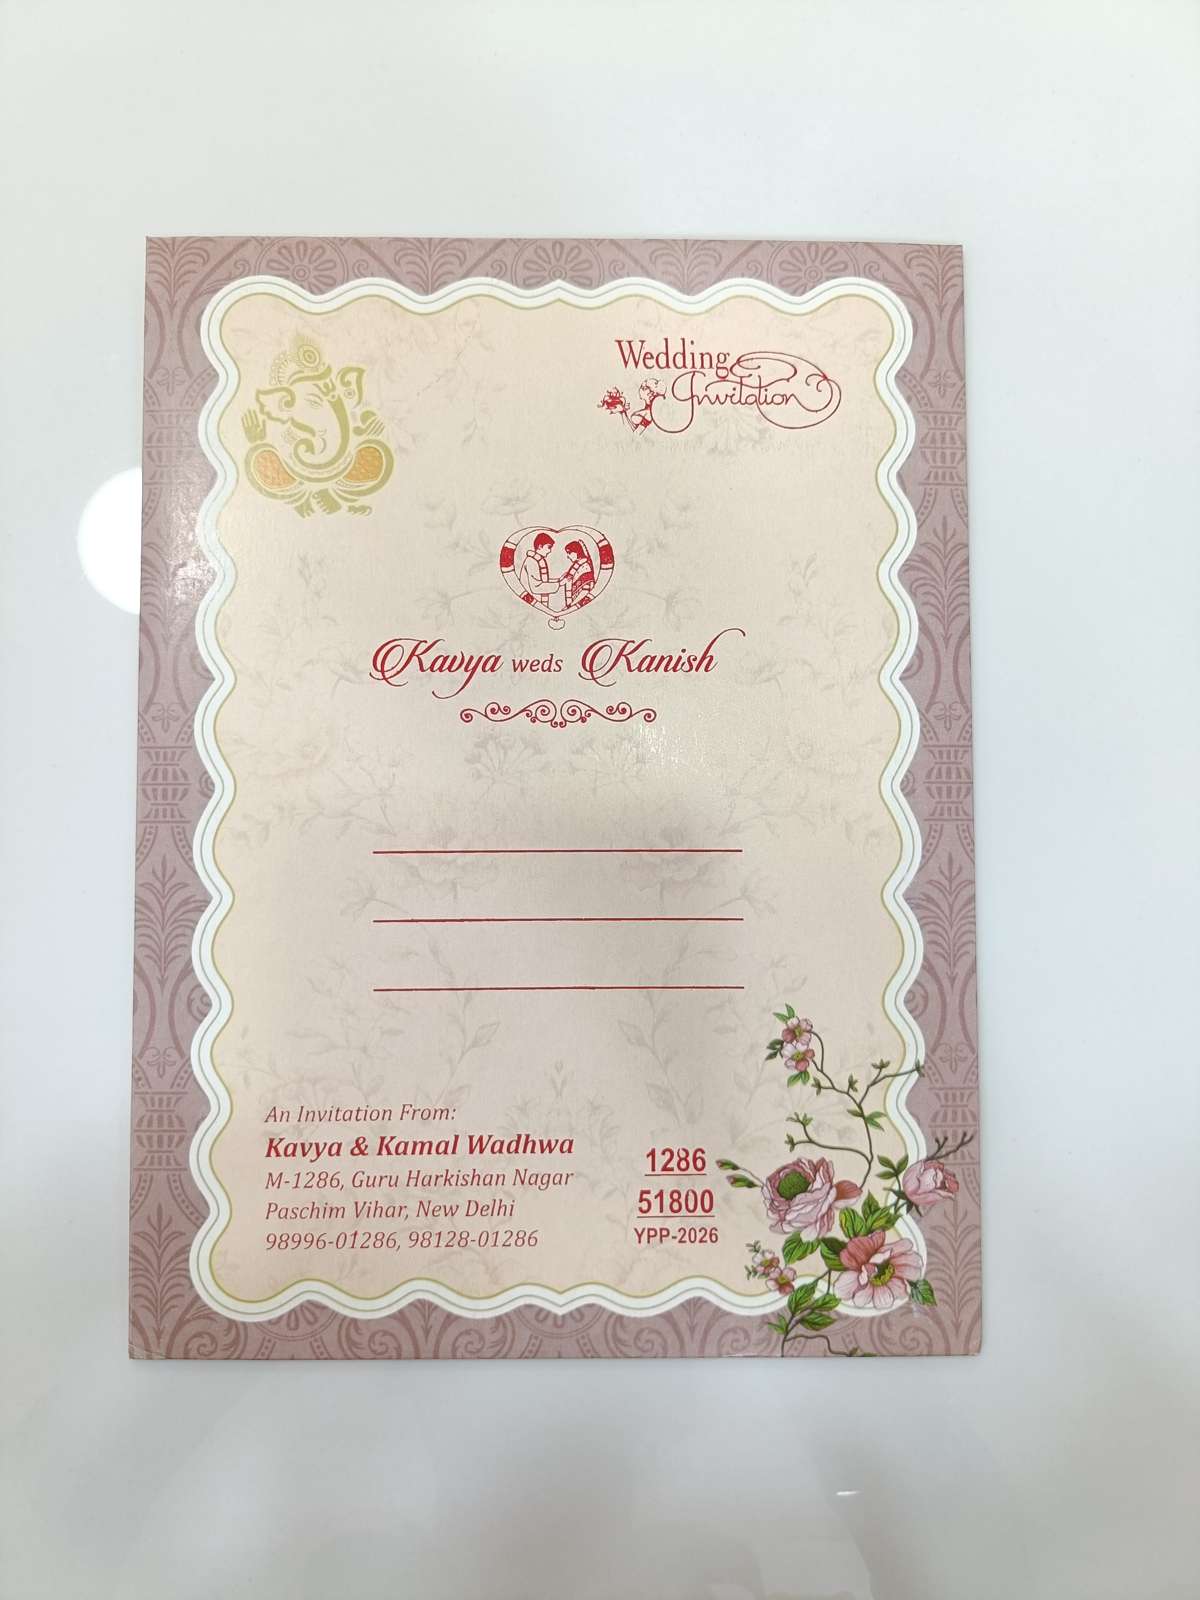 Wedding
Invitation
Kavya weds Kanish
An Invitation From:
Kavya & Kamal Wadhwa
M-1286, Guru Harkishan Nagar
Paschim Vihar, New Delhi
98996-01286, 98128-01286
1286
51800
YPP-2026